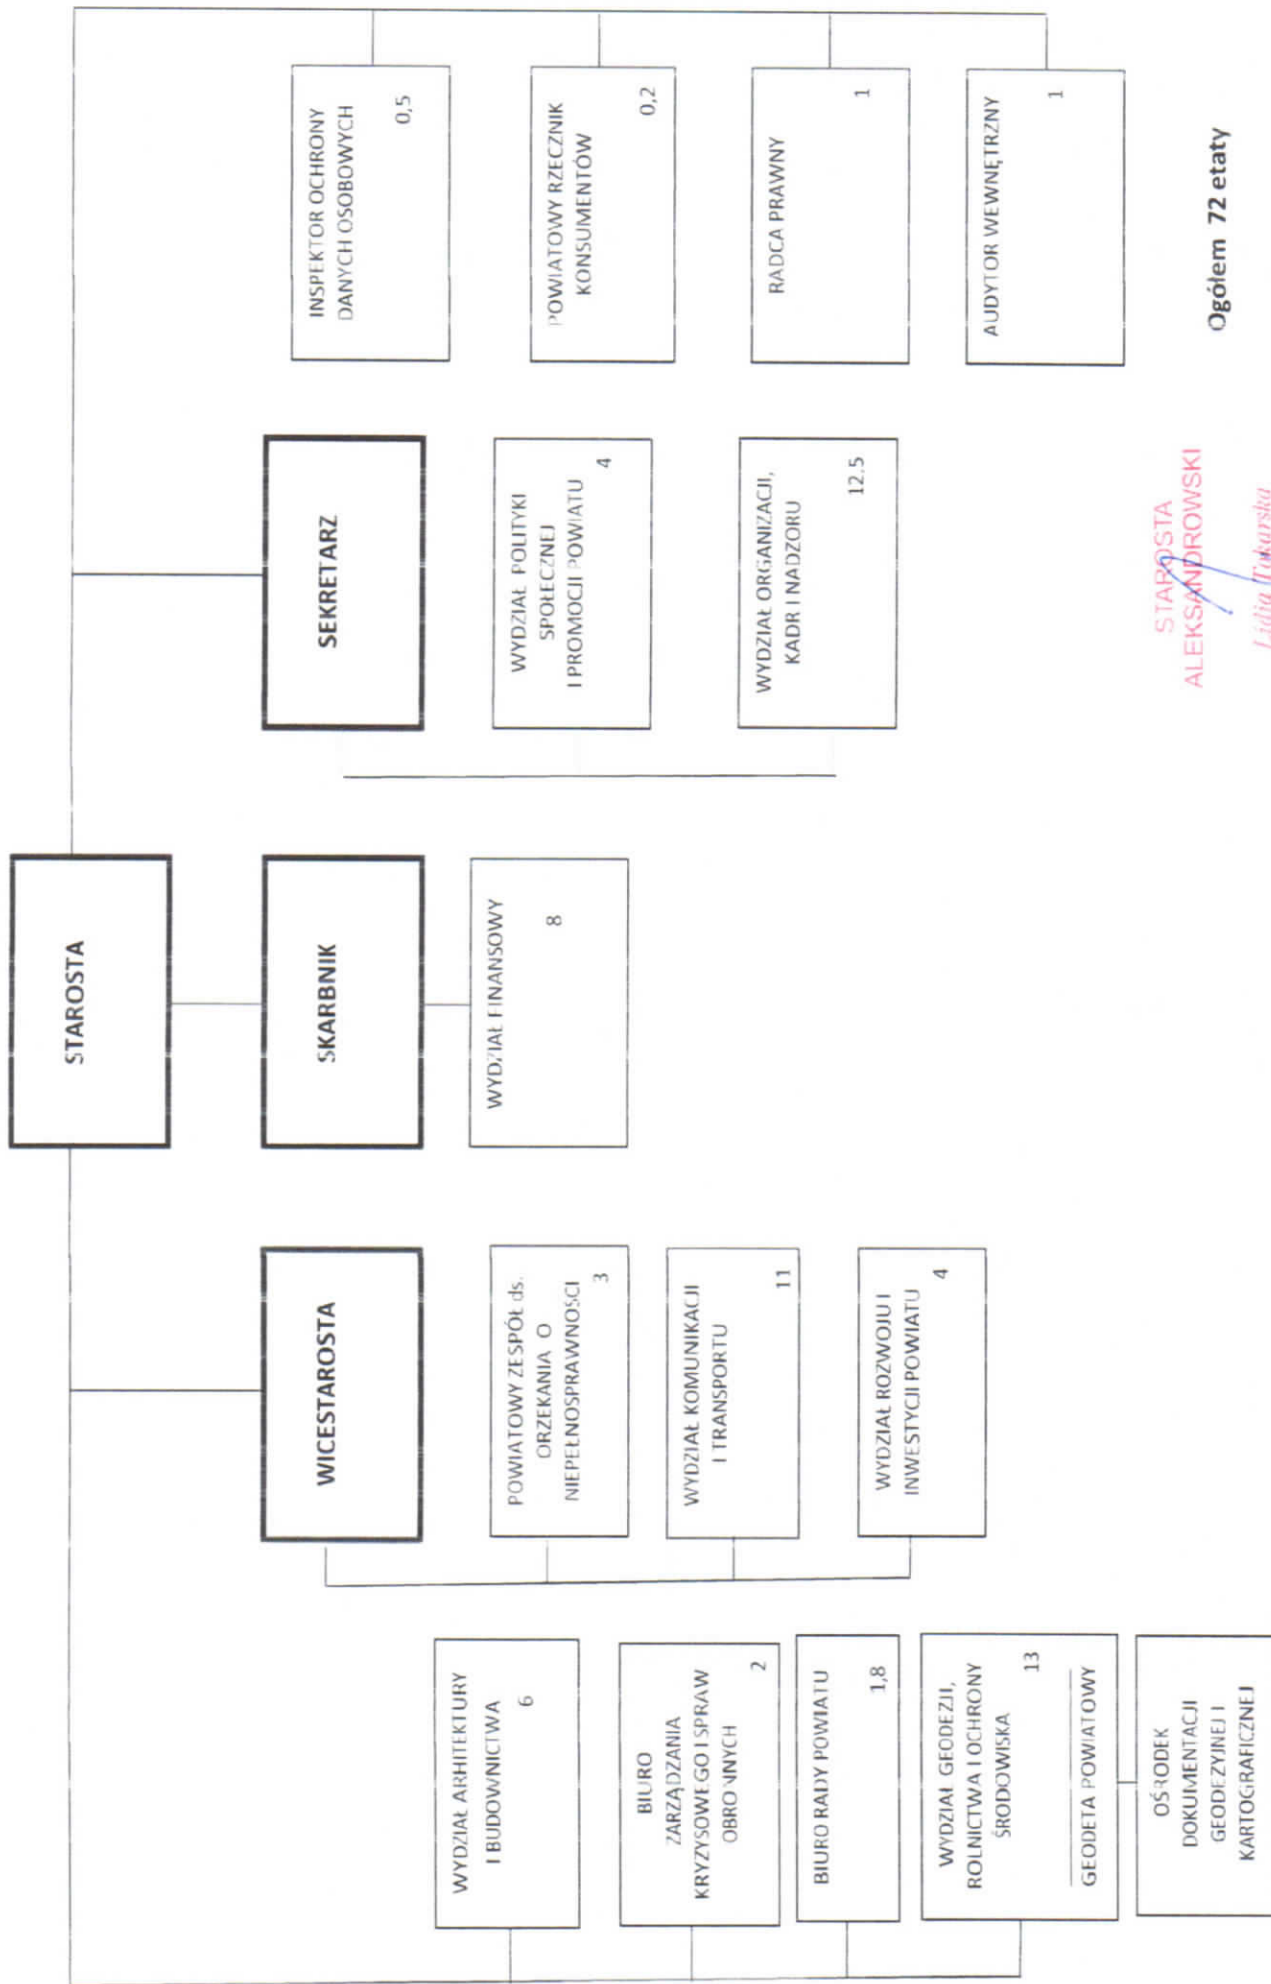 STAROSTA
WICESTAROSTA
SKARBNIK
SEKRETARZ
INSPEKTOR OCHRONY
DANYCH OSOBOWYCH
0,5
POWIATOWY RZECZNIK
KONSUMENTÓW
0,2
RADCA PRAWNY
1
AUDYTOR WEWNĘTRZNY
1
WYDZIAŁ POLITYKI
SPOŁECZNEJ
I PROMOCJI POWIATU
4
WYDZIAŁ ORGANIZACJI,
KADR I NADZORU
12.5
WYDZIAŁ FINANSOWY
8
POWIATOWY ZESPÓŁ ds.
ORZEKANIA O
NIEPEŁNOSPRAWNOSCI
3
WYDZIAŁ KOMUNIKACJI
I TRANSPORTU
11
WYDZIAŁ ROZWOJU I
INWESTYCJI POWIATU
4
WYDZIAŁ ARHITEKTURY
I BUDOWNICTWA
6
BIURO
ZARZĄDZANIA
KRYZYSOWEGO I SPRAW
OBRONNYCH
2
BIURO RADY POWIATU
1,8
WYDZIAŁ GEODEZJI,
ROLNICTWA I OCHRONY
ŚRODOWISKA
13
GEODETA POWIATOWY
OŚRODEK
DOKUMENTACJI
GEODEZYJNEJ I
KARTOGRAFICZNEJ
Ogółem 72 etaty
STAROSTA
ALEKSANDROWSKI
Lidia Tokarska